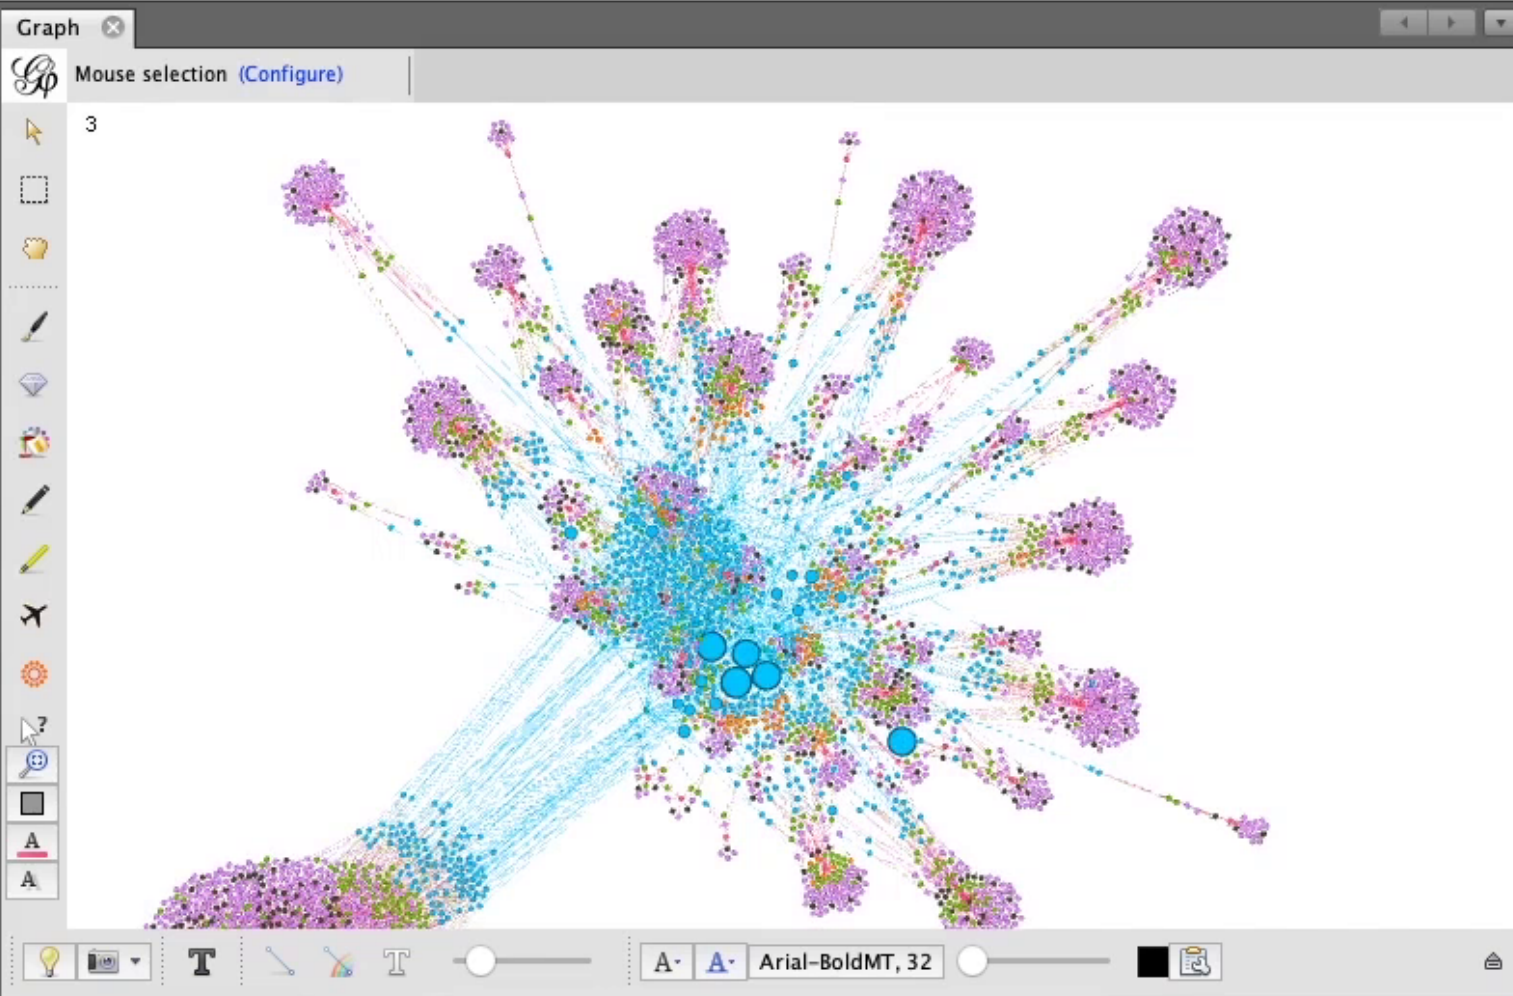 Graph
Mouse selection (Configure)
3
?
A
A
T
T
A
A
Arial-BoldMT, 32